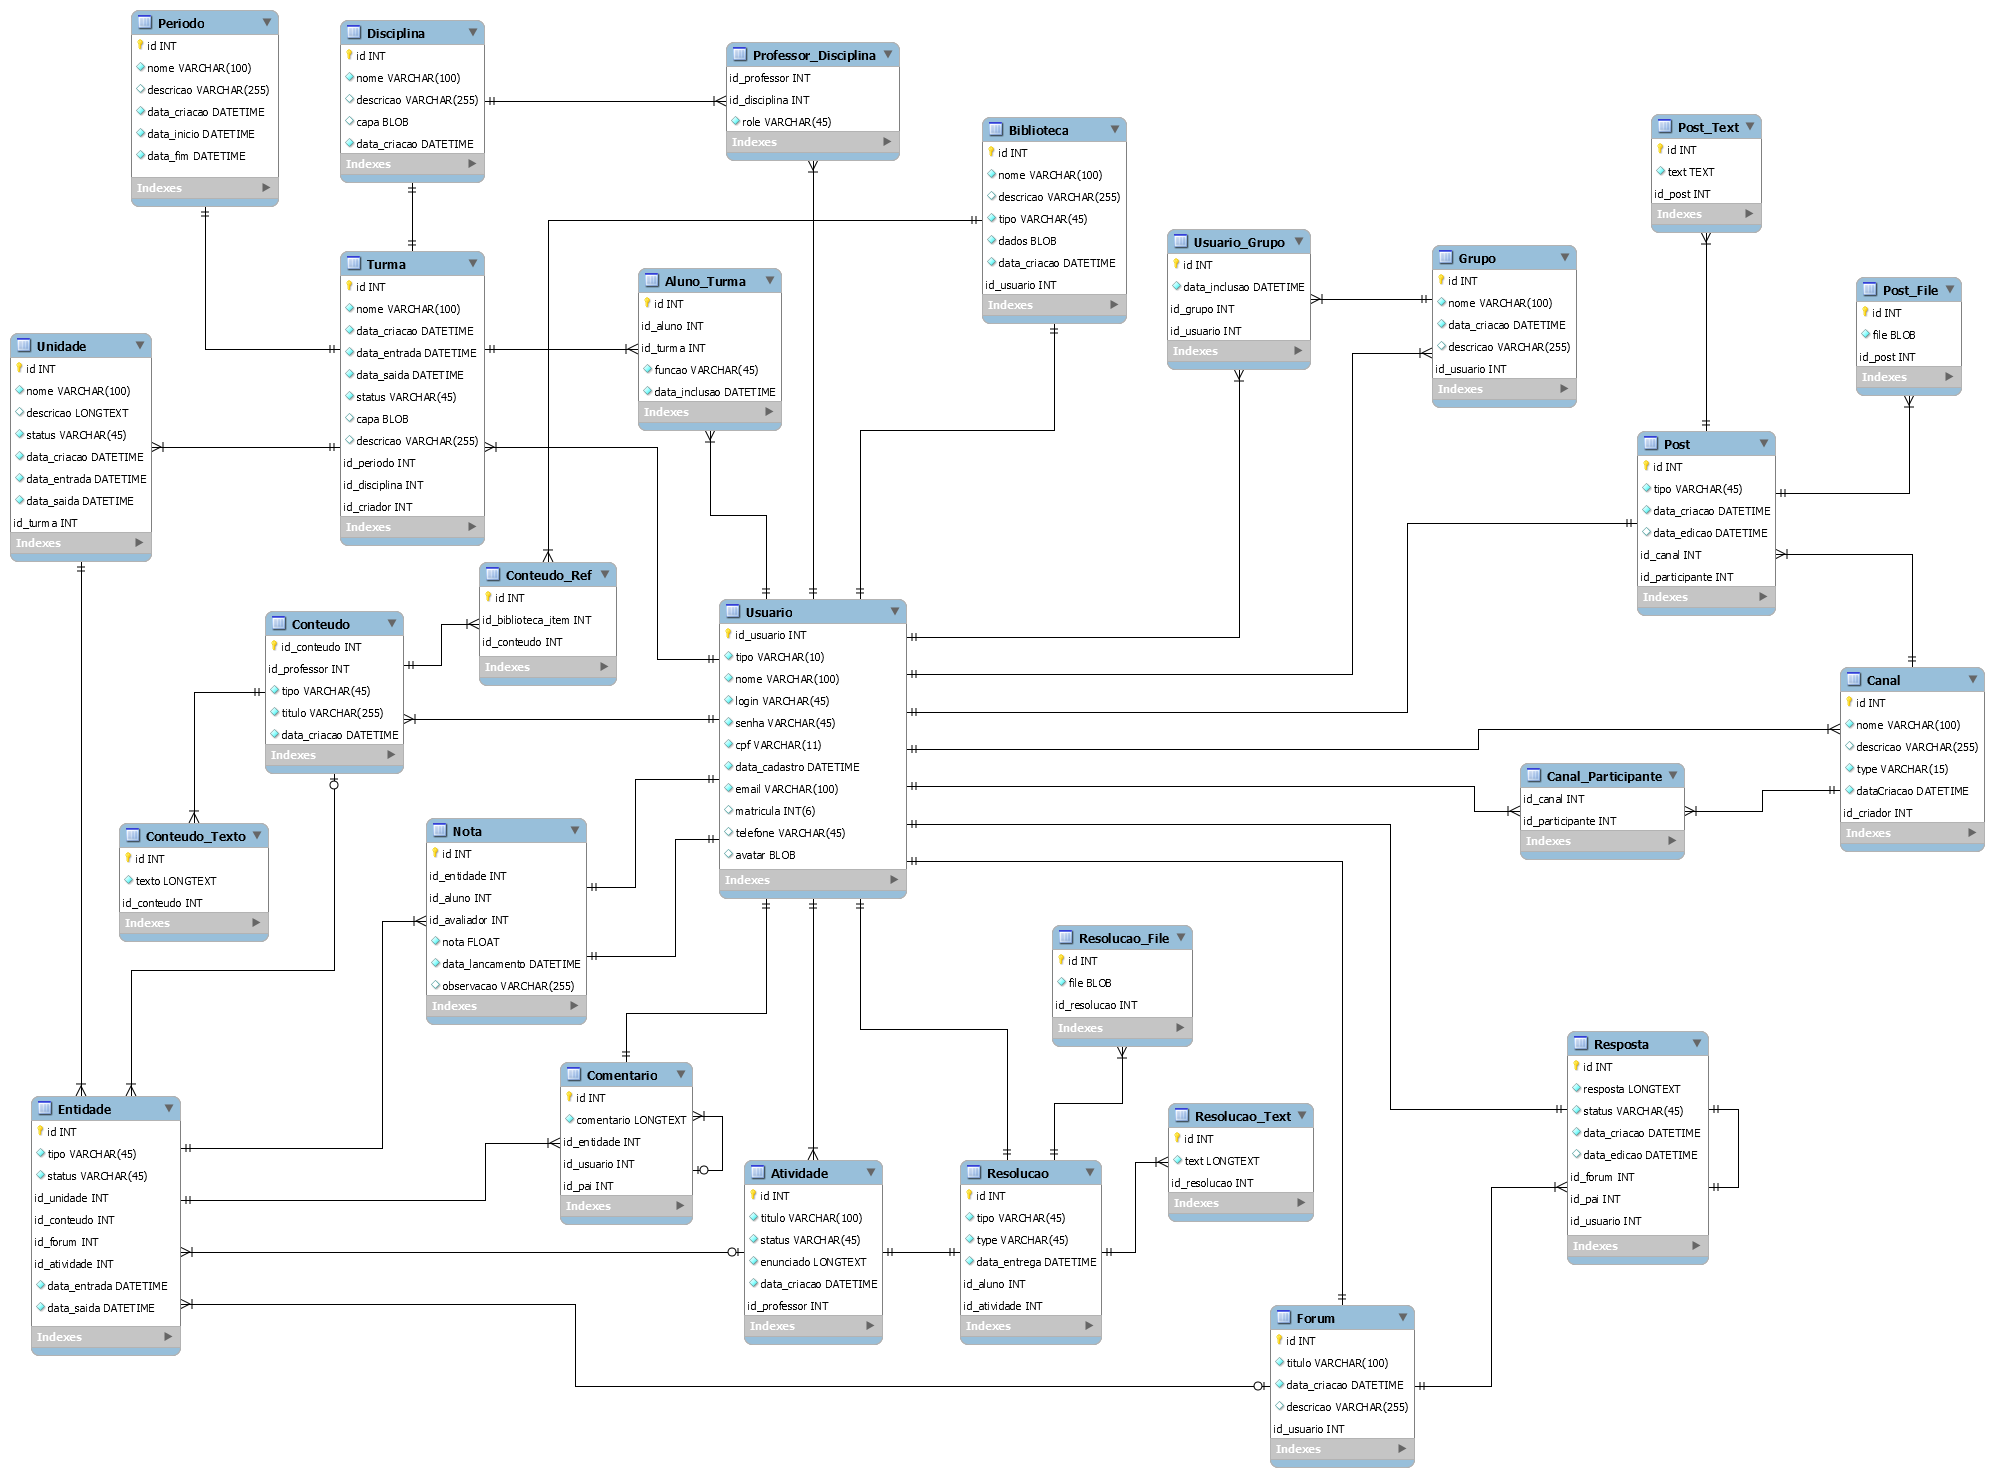 Periodo
id INT
nome VARCHAR(100)
descricao VARCHAR(255)
data_criacao DATETIME
data_inicio DATETIME
data_fim DATETIME
Indexes
Disciplina
id INT
nome VARCHAR(100)
descricao VARCHAR(255)
capa BLOB
data_criacao DATETIME
Indexes
Professor_Disciplina
id_professor INT
id_disciplina INT
role VARCHAR(45)
Indexes
Biblioteca
id INT
nome VARCHAR(100)
descricao VARCHAR(255)
tipo VARCHAR(45)
dados BLOB
data_criacao DATETIME
id_usuario INT
Indexes
Post_Text
id INT
text TEXT
id_post INT
Indexes
Usuario_Grupo
id INT
data_inclusao DATETIME
id_grupo INT
id_usuario INT
Indexes
Grupo
id INT
nome VARCHAR(100)
data_criacao DATETIME
descricao VARCHAR(255)
id_usuario INT
Indexes
Post_File
id INT
file BLOB
id_post INT
Indexes
Turma
id INT
nome VARCHAR(100)
data_criacao DATETIME
data_entrada DATETIME
data_saida DATETIME
status VARCHAR(45)
capa BLOB
descricao VARCHAR(255)
id_periodo INT
id_disciplina INT
id_criador INT
Indexes
Aluno_Turma
id INT
id_aluno INT
id_turma INT
funcao VARCHAR(45)
data_inclusao DATETIME
Indexes
Unidade
id INT
nome VARCHAR(100)
descricao LONGTEXT
status VARCHAR(45)
data_criacao DATETIME
data_entrada DATETIME
data_saida DATETIME
id_turma INT
Indexes
Post
id INT
tipo VARCHAR(45)
data_criacao DATETIME
data_edicao DATETIME
id_canal INT
id_participante INT
Indexes
Conteudo_Ref
id INT
id_biblioteca_item INT
id_conteudo INT
Indexes
Conteudo
id_conteudo INT
id_professor INT
tipo VARCHAR(45)
titulo VARCHAR(255)
data_criacao DATETIME
Indexes
Usuario
id_usuario INT
tipo VARCHAR(10)
nome VARCHAR(100)
login VARCHAR(45)
senha VARCHAR(45)
cpf VARCHAR(11)
data_cadastro DATETIME
email VARCHAR(100)
matricula INT(6)
telefone VARCHAR(45)
avatar BLOB
Indexes
Canal
id INT
nome VARCHAR(100)
descricao VARCHAR(255)
type VARCHAR(15)
dataCriacao DATETIME
id_criador INT
Indexes
Canal_Participante
id_canal INT
id_participante INT
Indexes
Conteudo_Texto
id INT
texto LONGTEXT
id_conteudo INT
Indexes
Nota
id INT
id_entidade INT
id_aluno INT
id_avaliador INT
nota FLOAT
data_lancamento DATETIME
observacao VARCHAR(255)
Indexes
Resolucao_File
id INT
file BLOB
id_resolucao INT
Indexes
Resposta
id INT
resposta LONGTEXT
status VARCHAR(45)
data_criacao DATETIME
data_edicao DATETIME
id_forum INT
id_pai INT
id_usuario INT
Indexes
Comentario
id INT
comentario LONGTEXT
id_entidade INT
id_usuario INT
id_pai INT
Indexes
Entidade
id INT
tipo VARCHAR(45)
status VARCHAR(45)
id_unidade INT
id_conteudo INT
id_forum INT
id_atividade INT
data_entrada DATETIME
data_saida DATETIME
Indexes
Resolucao_Text
id INT
text LONGTEXT
id_resolucao INT
Indexes
Atividade
id INT
titulo VARCHAR(100)
status VARCHAR(45)
enunciado LONGTEXT
data_criacao DATETIME
id_professor INT
Indexes
Resolucao
id INT
tipo VARCHAR(45)
type VARCHAR(45)
data_entrega DATETIME
id_aluno INT
id_atividade INT
Indexes
Forum
id INT
titulo VARCHAR(100)
data_criacao DATETIME
descricao VARCHAR(255)
id_usuario INT
Indexes